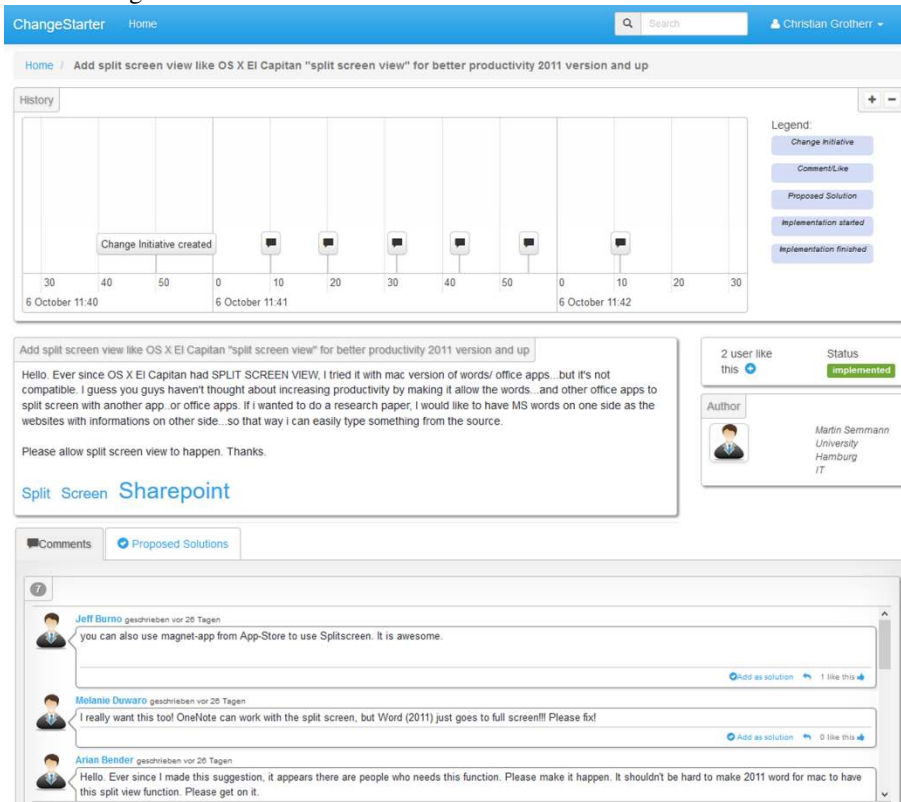 ChangeStarter Home Search Christian Grotherr
Home / Add split screen view like OS X El Capitan "split screen view" for better productivity 2011 version and up
History
+ -
Legend:
Change Initiative
Comment/Like
Proposed Solution
Implementation started
Implementation finished
Change Initiative created
30 40 50 0 10 20 30 40 50 0 10 20 30
6 October 11:40 6 October 11:41 6 October 11:42
Add split screen view like OS X El Capitan "split screen view" for better productivity 2011 version and up
Hello. Ever since OS X El Capitan had SPLIT SCREEN VIEW, I tried it with mac version of words/ office apps...but it's not
compatible. I guess you guys haven't thought about increasing productivity by making it allow the words...and other office apps to
split screen with another app..or office apps. If i wanted to do a research paper, I would like to have MS words on one side as the
websites with informations on other side...so that way i can easily type something from the source.
Please allow split screen view to happen. Thanks.
Split Screen Sharepoint
2 user like
this
Status
implemented
Author
Martin Semmann
University
Hamburg
IT
Comments Proposed Solutions
7
Jeff Burno geschrieben vor 26 Tagen
you can also use magnet-app from App-Store to use Splitscreen. It is awesome.
Add as solution 1 like this
Melanie Duwaro geschrieben vor 26 Tagen
I really want this too! OneNote can work with the split screen, but Word (2011) just goes to full screen!!! Please fix!
Add as solution 0 like this
Arian Bender geschrieben vor 26 Tagen
Hello. Ever since I made this suggestion, it appears there are people who needs this function. Please make it happen. It shouldn't be hard to make 2011 word for mac to have
this split view function. Please get on it.